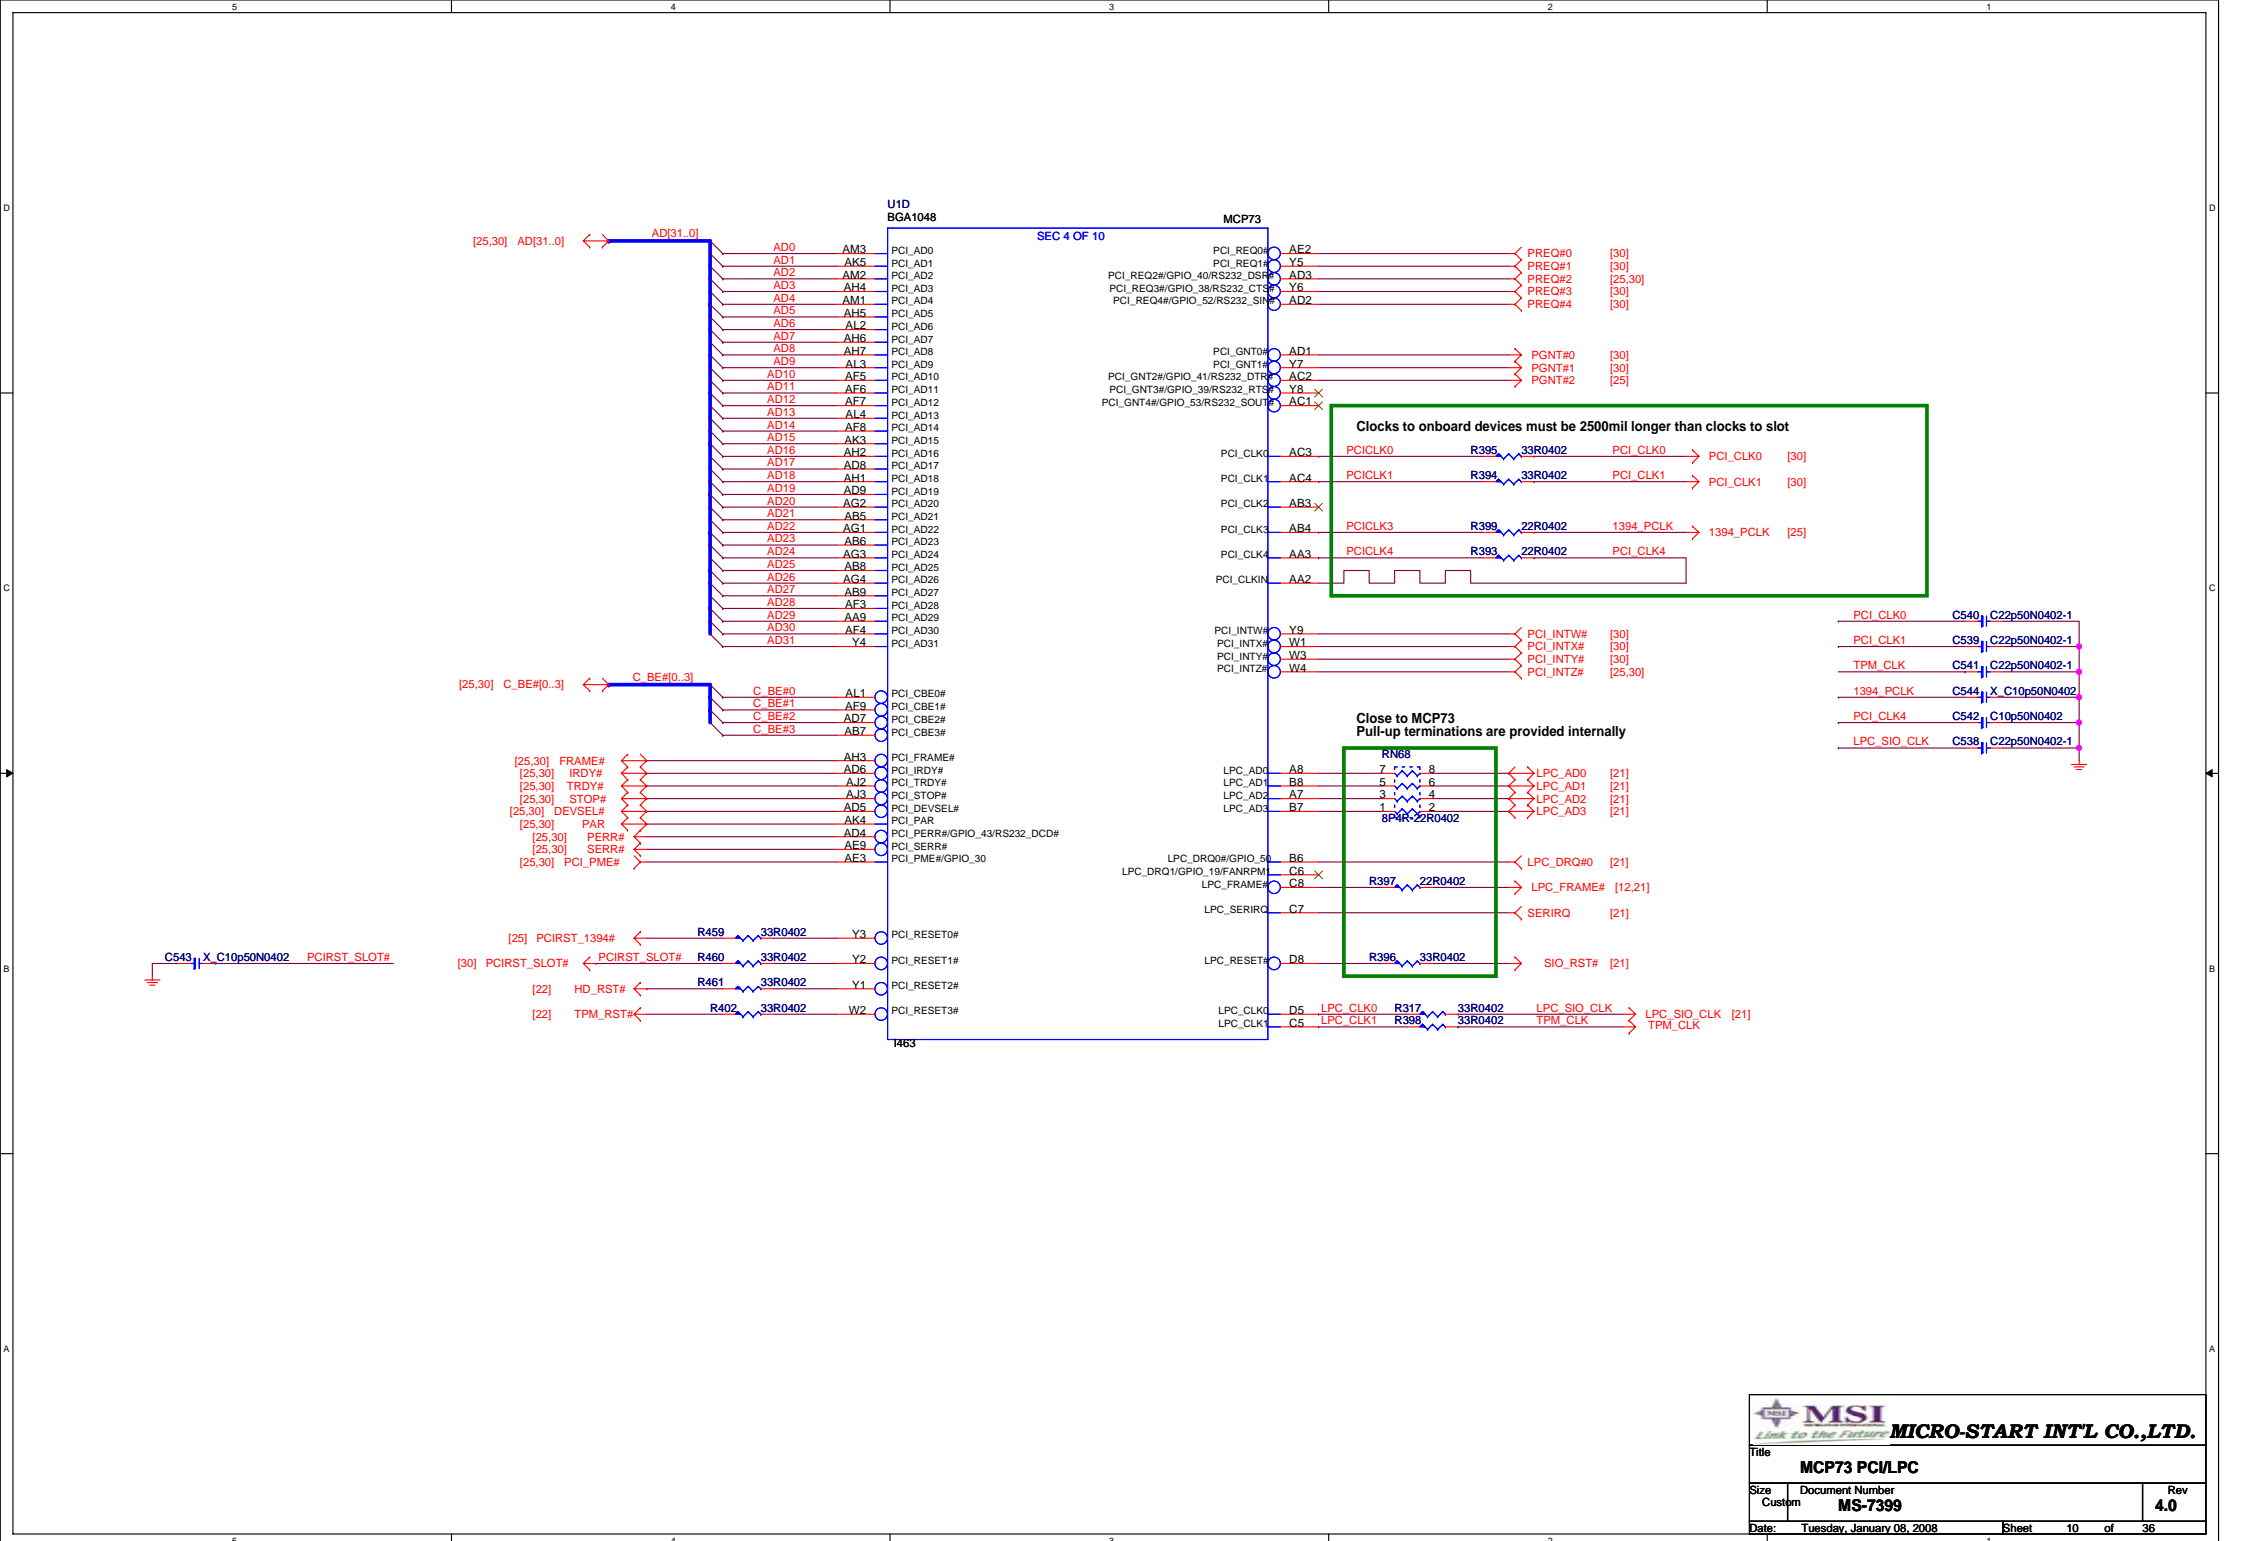 5 4 3 2 1
D D
C C
B B
A A
U1D
BGA1048
MCP73
SEC 4 OF 10
[25,30] AD[31..0]
AD[31..0]
AD0 AM3 PCI_AD0
AD1 AK5 PCI_AD1
AD2 AM2 PCI_AD2
AD3 AH4 PCI_AD3
AD4 AM1 PCI_AD4
AD5 AH5 PCI_AD5
AD6 AL2 PCI_AD6
AD7 AH6 PCI_AD7
AD8 AH7 PCI_AD8
AD9 AL3 PCI_AD9
AD10 AF5 PCI_AD10
AD11 AF6 PCI_AD11
AD12 AF7 PCI_AD12
AD13 AL4 PCI_AD13
AD14 AF8 PCI_AD14
AD15 AK3 PCI_AD15
AD16 AH2 PCI_AD16
AD17 AD8 PCI_AD17
AD18 AH1 PCI_AD18
AD19 AD9 PCI_AD19
AD20 AG2 PCI_AD20
AD21 AB5 PCI_AD21
AD22 AG1 PCI_AD22
AD23 AB6 PCI_AD23
AD24 AG3 PCI_AD24
AD25 AB8 PCI_AD25
AD26 AG4 PCI_AD26
AD27 AB9 PCI_AD27
AD28 AF3 PCI_AD28
AD29 AA9 PCI_AD29
AD30 AF4 PCI_AD30
AD31 Y4 PCI_AD31
[25,30] C_BE#[0..3]
C_BE#[0..3]
C_BE#0 AL1 PCI_CBE0#
C_BE#1 AF9 PCI_CBE1#
C_BE#2 AD7 PCI_CBE2#
C_BE#3 AB7 PCI_CBE3#
[25,30] FRAME# AH3 PCI_FRAME#
[25,30] IRDY# AD6 PCI_IRDY#
[25,30] TRDY# AJ2 PCI_TRDY#
[25,30] STOP# AJ3 PCI_STOP#
[25,30] DEVSEL# AD5 PCI_DEVSEL#
[25,30] PAR AK4 PCI_PAR
[25,30] PERR# AD4 PCI_PERR#/GPIO_43/RS232_DCD#
[25,30] SERR# AE9 PCI_SERR#
[25,30] PCI_PME# AE3 PCI_PME#/GPIO_30
[25] PCIRST_1394# R459 33R0402 Y3 PCI_RESET0#
C543 X_C10p50N0402 PCIRST_SLOT#
[30] PCIRST_SLOT# PCIRST_SLOT# R460 33R0402 Y2 PCI_RESET1#
[22] HD_RST# R461 33R0402 Y1 PCI_RESET2#
[22] TPM_RST# R402 33R0402 W2 PCI_RESET3#
I463
PCI_REQ0# AE2 PREQ#0 [30]
PCI_REQ1# Y5 PREQ#1 [30]
PCI_REQ2#/GPIO_40/RS232_DSR# AD3 PREQ#2 [25,30]
PCI_REQ3#/GPIO_38/RS232_CTS# Y6 PREQ#3 [30]
PCI_REQ4#/GPIO_52/RS232_SIN# AD2 PREQ#4 [30]
PCI_GNT0# AD1 PGNT#0 [30]
PCI_GNT1# Y7 PGNT#1 [30]
PCI_GNT2#/GPIO_41/RS232_DTR# AC2 PGNT#2 [25]
PCI_GNT3#/GPIO_39/RS232_RTS# Y8
PCI_GNT4#/GPIO_53/RS232_SOUT# AC1
Clocks to onboard devices must be 2500mil longer than clocks to slot
PCI_CLK0 AC3 PCICLK0 R395 33R0402 PCI_CLK0 PCI_CLK0 [30]
PCI_CLK1 AC4 PCICLK1 R394 33R0402 PCI_CLK1 PCI_CLK1 [30]
PCI_CLK2 AB3
PCI_CLK3 AB4 PCICLK3 R399 22R0402 1394_PCLK 1394_PCLK [25]
PCI_CLK4 AA3 PCICLK4 R393 22R0402 PCI_CLK4
PCI_CLKIN AA2
PCI_INTW# Y9 PCI_INTW# [30]
PCI_INTX# W1 PCI_INTX# [30]
PCI_INTY# W3 PCI_INTY# [30]
PCI_INTZ# W4 PCI_INTZ# [25,30]
PCI_CLK0 C540 C22p50N0402-1
PCI_CLK1 C539 C22p50N0402-1
TPM_CLK C541 C22p50N0402-1
1394_PCLK C544 X_C10p50N0402
PCI_CLK4 C542 C10p50N0402
LPC_SIO_CLK C538 C22p50N0402-1
Close to MCP73
Pull-up terminations are provided internally
RN68
LPC_AD0 A8 7 8 LPC_AD0 [21]
LPC_AD1 B8 5 6 LPC_AD1 [21]
LPC_AD2 A7 3 4 LPC_AD2 [21]
LPC_AD3 B7 1 2 LPC_AD3 [21]
8P4R-22R0402
LPC_DRQ0#/GPIO_50 B6 LPC_DRQ#0 [21]
LPC_DRQ1/GPIO_19/FANRPM1 C6
LPC_FRAME# C8 R397 22R0402 LPC_FRAME# [12,21]
LPC_SERIRQ C7 SERIRQ [21]
LPC_RESET# D8 R396 33R0402 SIO_RST# [21]
LPC_CLK0 D5 LPC_CLK0 R317 33R0402 LPC_SIO_CLK LPC_SIO_CLK [21]
LPC_CLK1 C5 LPC_CLK1 R398 33R0402 TPM_CLK TPM_CLK
MSI
Link to the Future
MICRO-START INT'L CO.,LTD.
Title
MCP73 PCI/LPC
Size Document Number Rev
Custom MS-7399 4.0
Date: Tuesday, January 08, 2008 Sheet 10 of 36
5 4 3 2 1